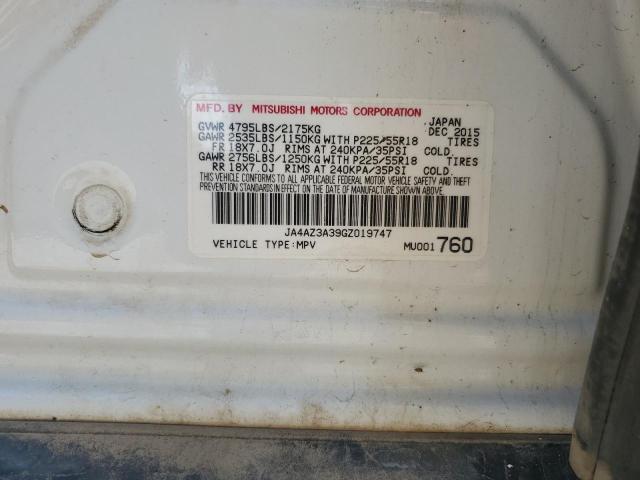 MFD. BY MITSUBISHI MOTORS CORPORATION
GVWR 4795LBS/2175KG JAPAN DEC 2015
GAWR 2535LBS/1150KG WITH P225/55R18 TIRES
FR 18X7.0J RIMS AT 240KPA/35PSI COLD.
GAWR 2756LBS/1250KG WITH P225/55R18 TIRES
RR 18X7.0J RIMS AT 240KPA/35PSI COLD.
THIS VEHICLE CONFORMS TO ALL APPLICABLE FEDERAL MOTOR VEHICLE SAFETY AND THEFT
PREVENTION STANDARDS IN EFFECT ON THE DATE OF MANUFACTURE SHOWN ABOVE.
JA4AZ3A39GZ019747
VEHICLE TYPE:MPV MU001760